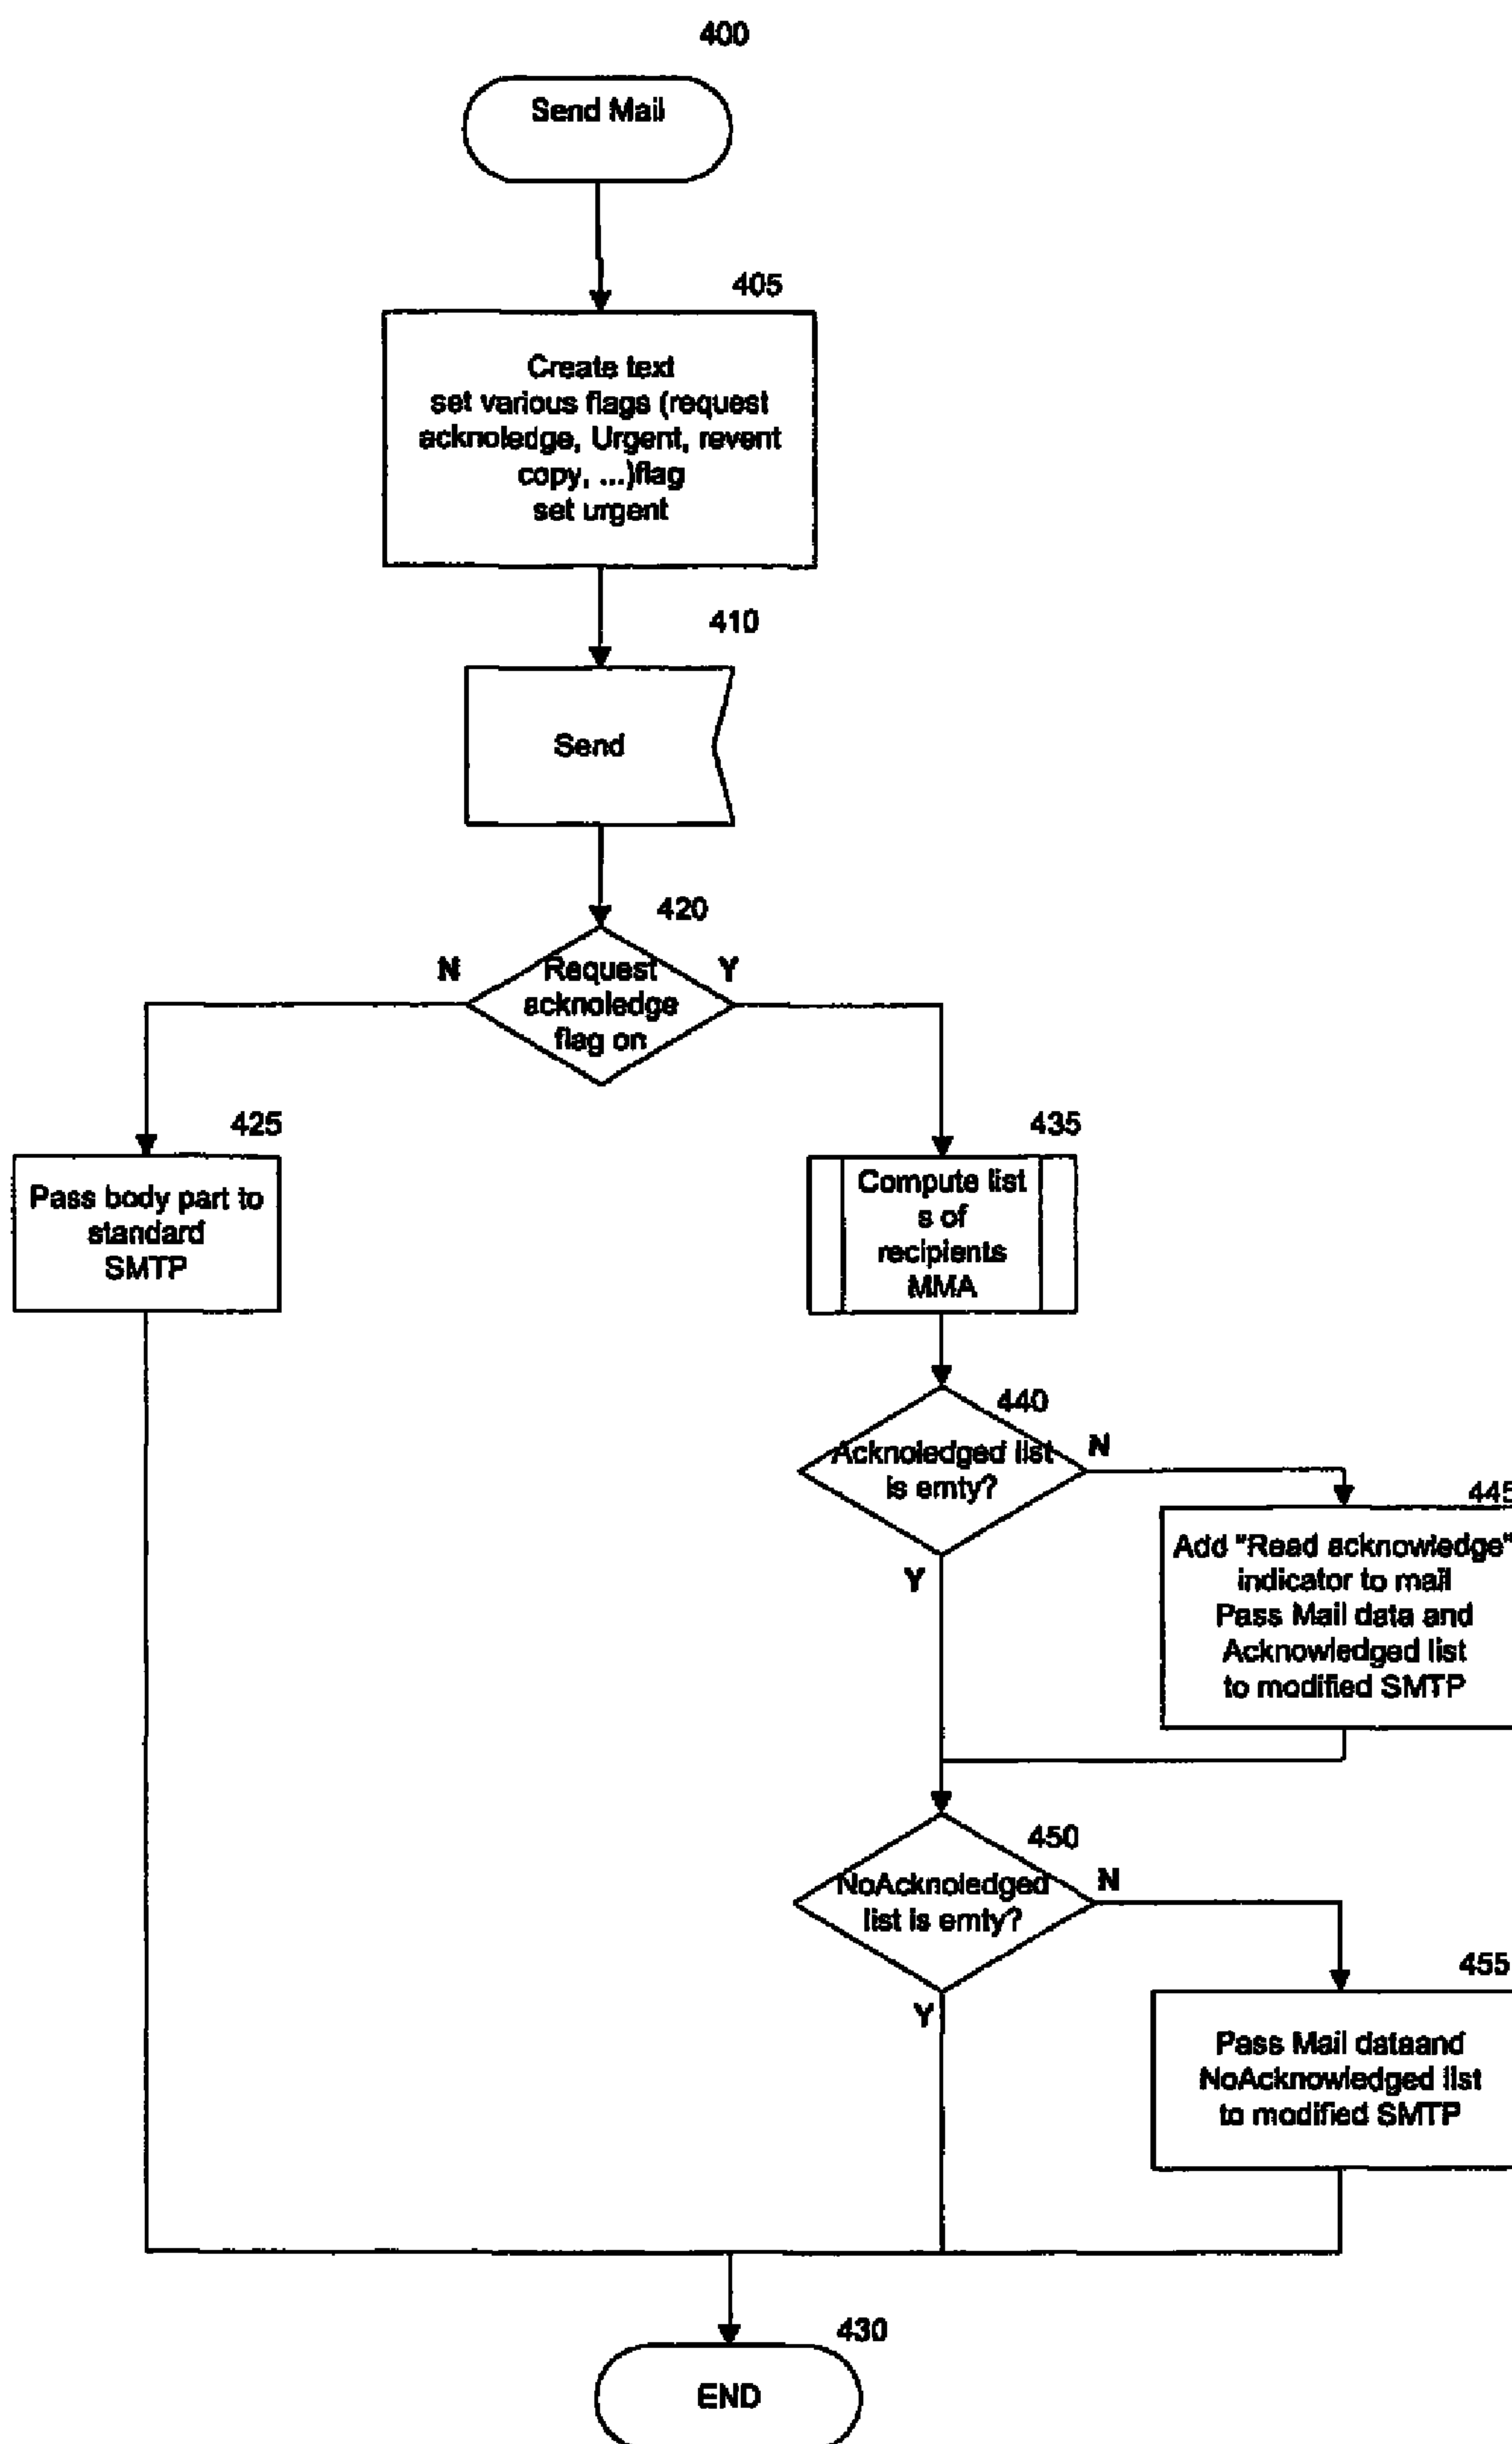 400
Send Mail
405
Create text
set various flags (request
acknoledge, Urgent, revent
copy, ...)flag
set urgent
410
Send
420
N
Y
Request
acknoledge
flag on
425
Pass body part to
standard
SMTP
435
Compute list
s of
recipients
MMA
440
Acknoledged list
is emty?
N
Y
445
Add "Read acknowledge"
indicator to mail
Pass Mail data and
Acknowledged list
to modified SMTP
450
NoAcknoledged
list is emty?
N
Y
455
Pass Mail dataand
NoAcknowledged list
to modified SMTP
430
END